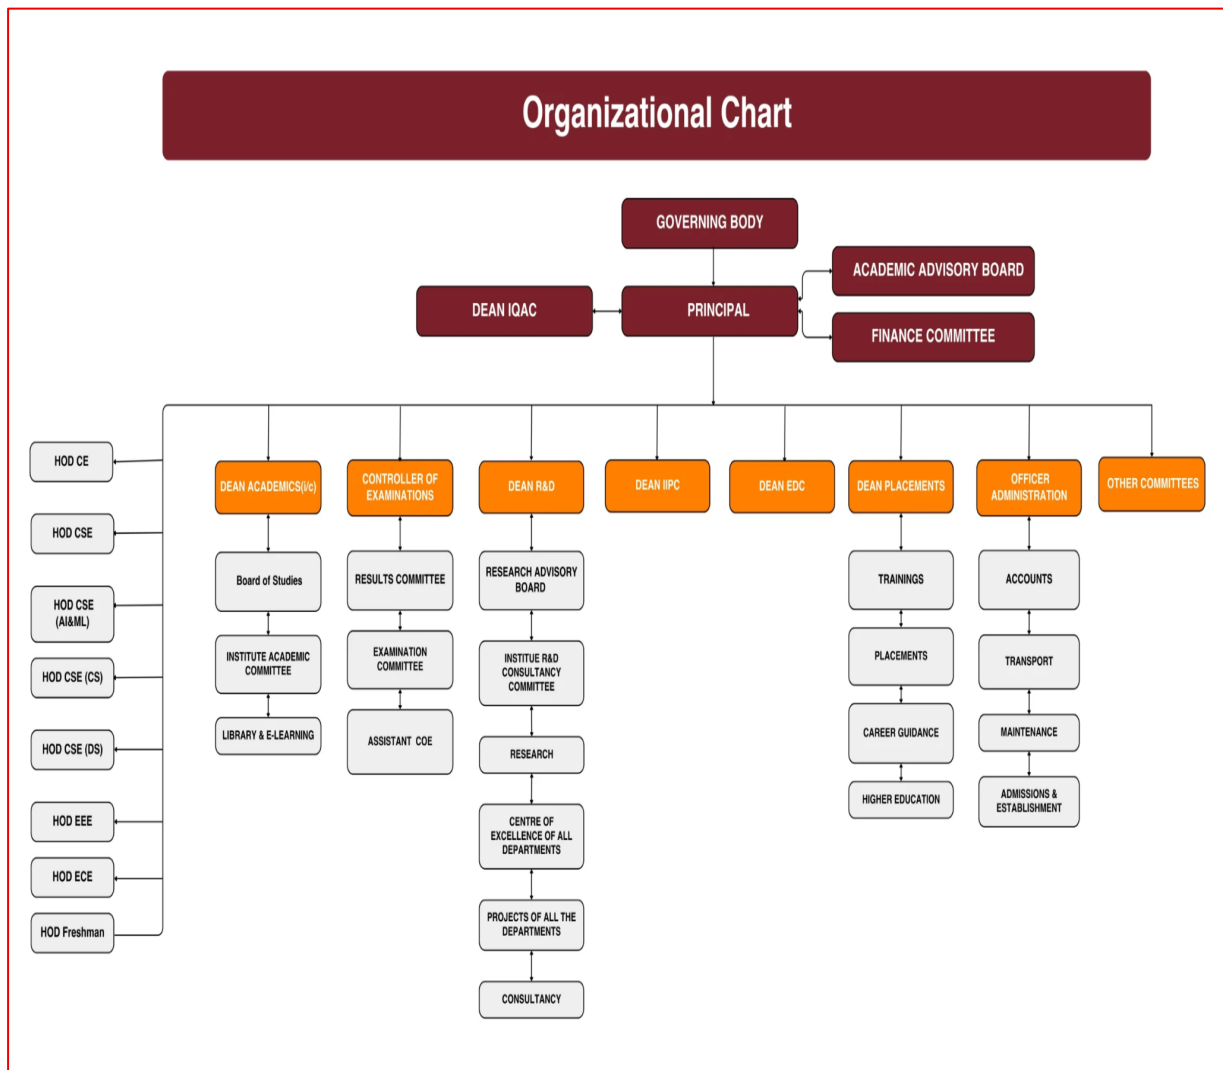 Organizational Chart
GOVERNING BODY
ACADEMIC ADVISORY BOARD
DEAN IQAC
PRINCIPAL
FINANCE COMMITTEE
HOD CE
HOD CSE
HOD CSE
(AI&ML)
HOD CSE (CS)
HOD CSE (DS)
HOD EEE
HOD ECE
HOD Freshman
DEAN ACADEMICS(i/c)
Board of Studies
INSTITUTE ACADEMIC
COMMITTEE
LIBRARY & E-LEARNING
CONTROLLER OF
EXAMINATIONS
RESULTS COMMITTEE
EXAMINATION
COMMITTEE
ASSISTANT COE
DEAN R&D
RESEARCH ADVISORY
BOARD
INSTITUE R&D
CONSULTANCY
COMMITTEE
RESEARCH
CENTRE OF
EXCELLENCE OF ALL
DEPARTMENTS
PROJECTS OF ALL THE
DEPARTMENTS
CONSULTANCY
DEAN IIPC
DEAN EDC
DEAN PLACEMENTS
TRAININGS
PLACEMENTS
CAREER GUIDANCE
HIGHER EDUCATION
OFFICER
ADMINISTRATION
ACCOUNTS
TRANSPORT
MAINTENANCE
ADMISSIONS &
ESTABLISHMENT
OTHER COMMITTEES